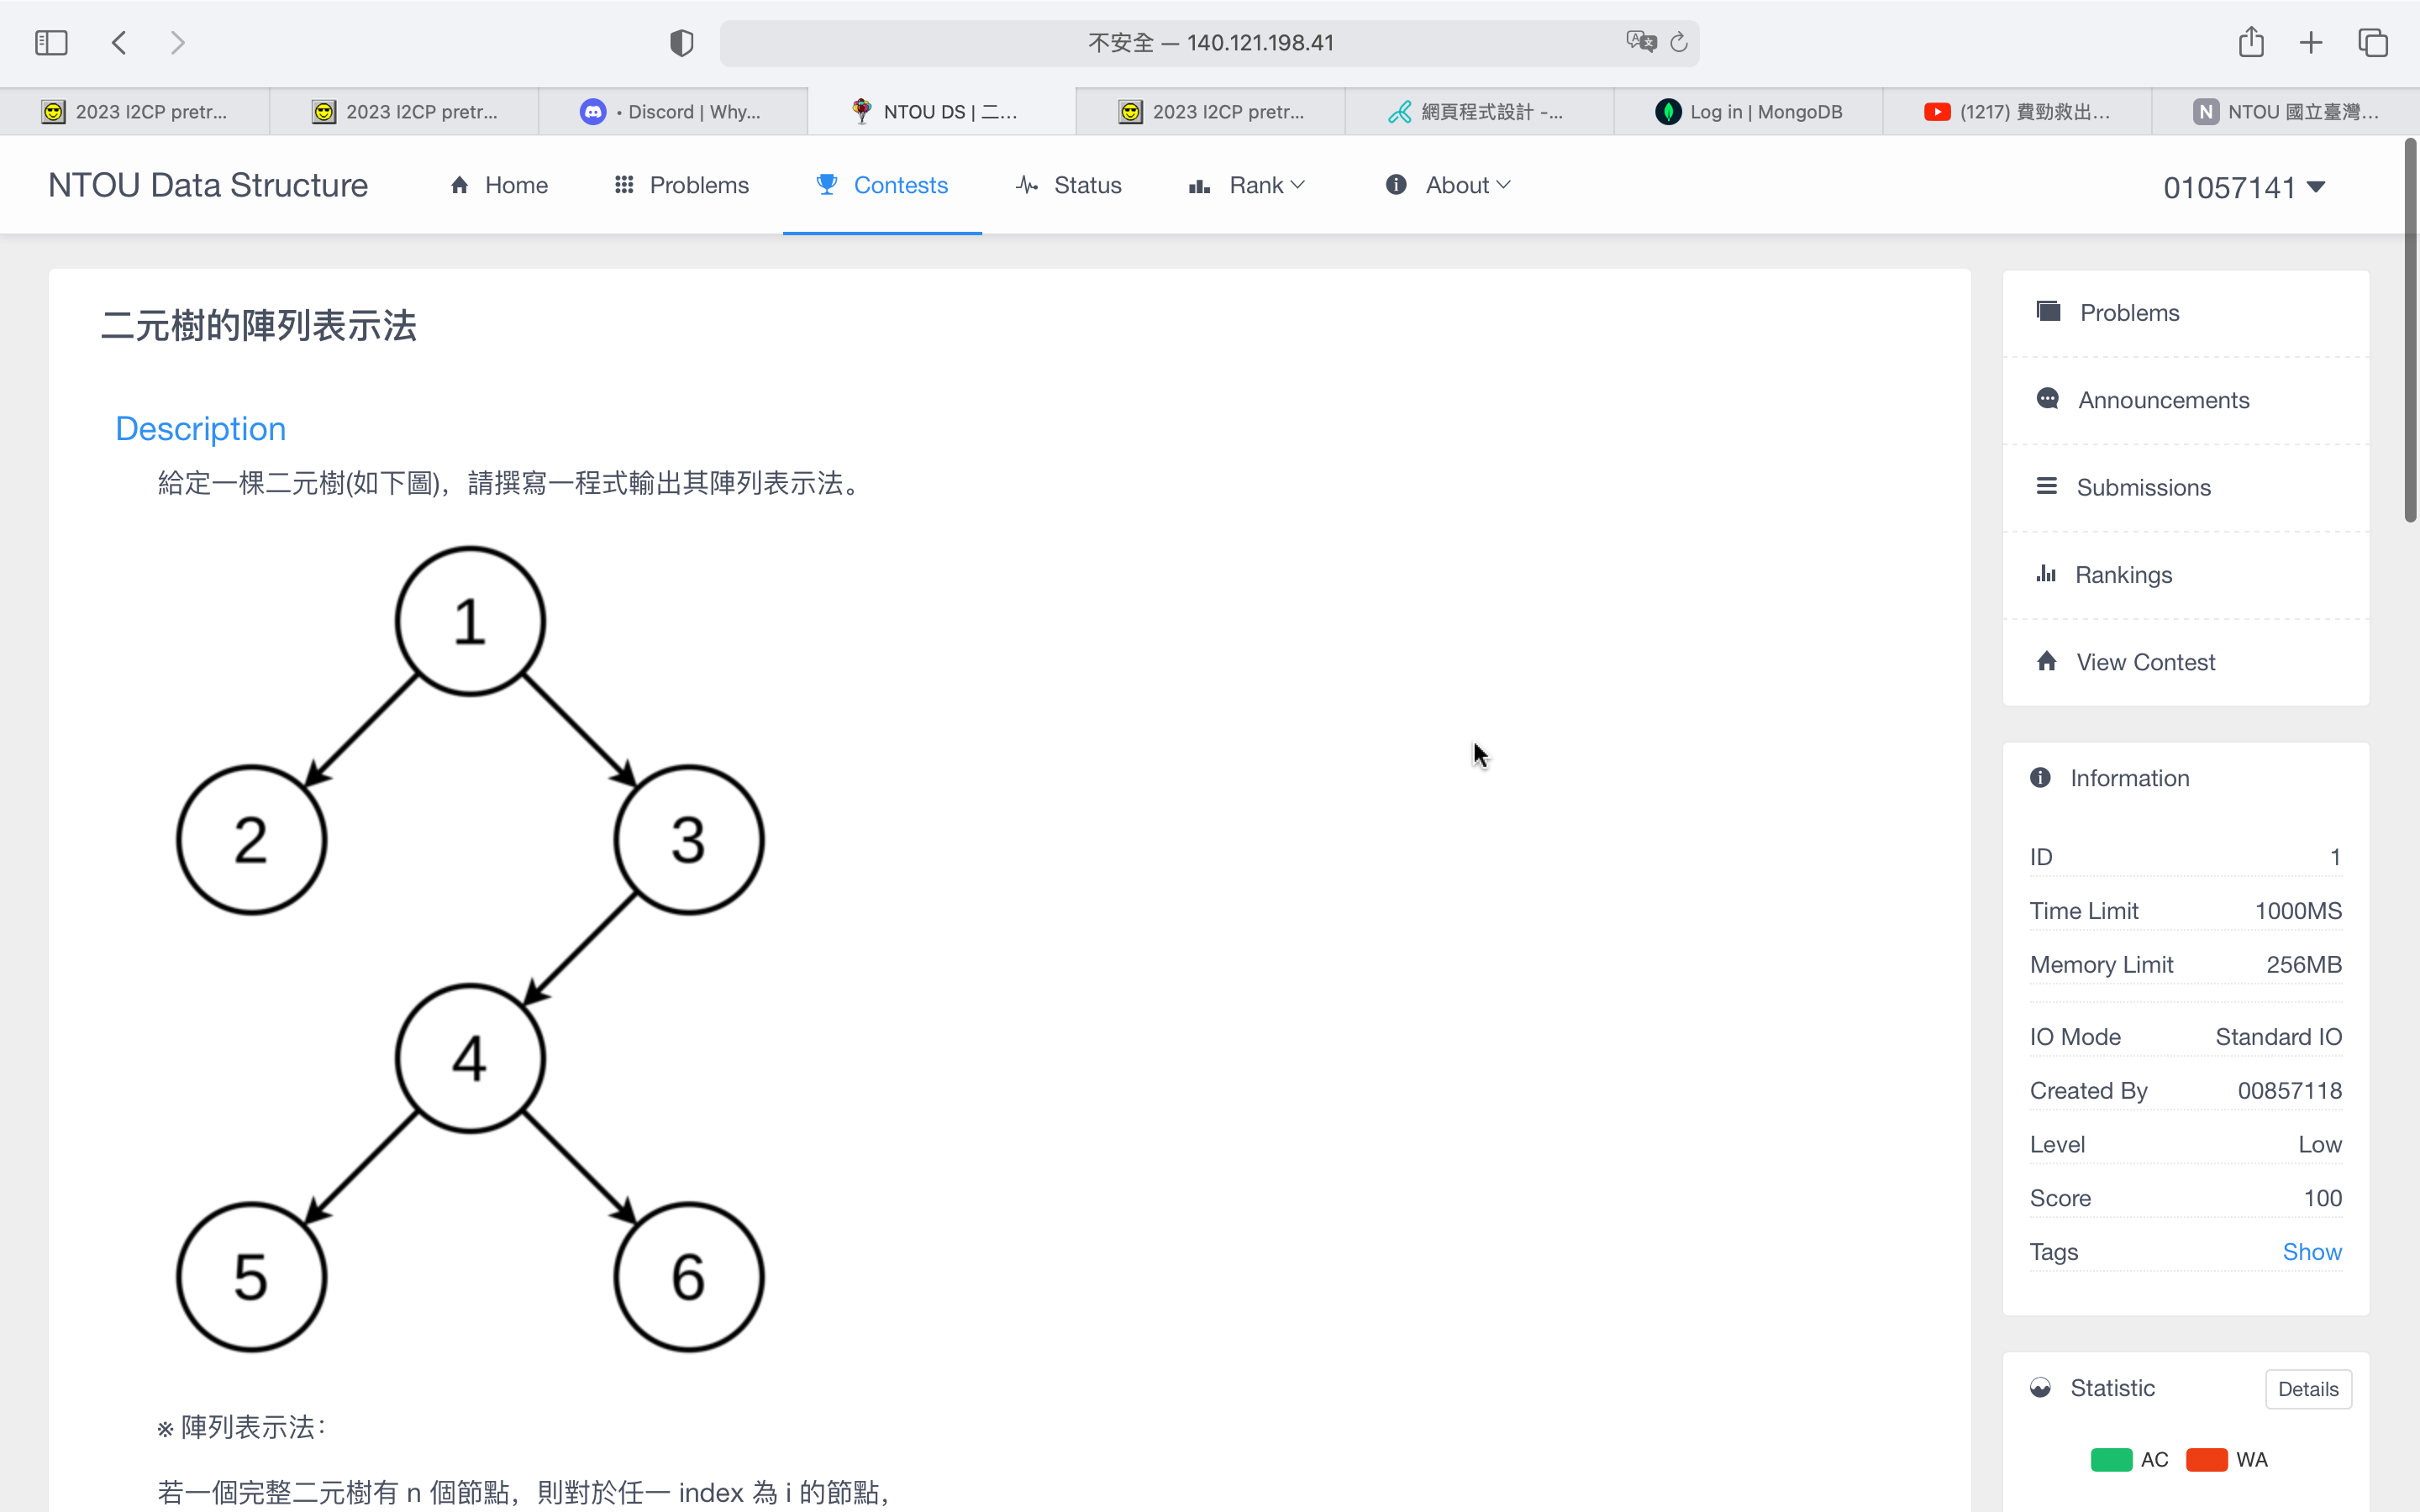 不安全 — 140.121.198.41
2023 I2CP pretr...
2023 I2CP pretr...
• Discord | Why...
NTOU DS | 二...
2023 I2CP pretr...
網頁程式設計 -...
Log in | MongoDB
(1217) 費勁救出...
N NTOU 國立臺灣...
NTOU Data Structure
Home
Problems
Contests
Status
Rank
About
01057141
二元樹的陣列表示法
Description
給定一棵二元樹(如下圖)，請撰寫一程式輸出其陣列表示法。
1
2
3
4
5
6
※ 陣列表示法：
若一個完整二元樹有 n 個節點，則對於任一 index 為 i 的節點，
Problems
Announcements
Submissions
Rankings
View Contest
Information
ID 1
Time Limit 1000MS
Memory Limit 256MB
IO Mode Standard IO
Created By 00857118
Level Low
Score 100
Tags Show
Statistic Details
AC WA